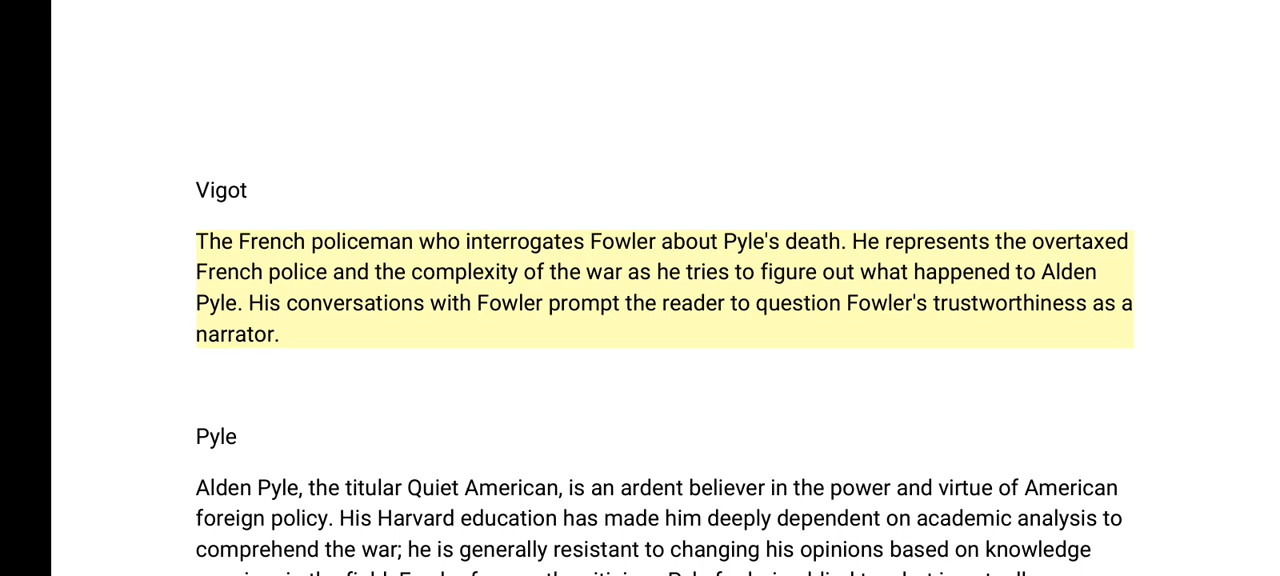 Vigot
The French policeman who interrogates Fowler about Pyle's death. He represents the overtaxed
French police and the complexity of the war as he tries to figure out what happened to Alden
Pyle. His conversations with Fowler prompt the reader to question Fowler's trustworthiness as a
narrator.
Pyle
Alden Pyle, the titular Quiet American, is an ardent believer in the power and virtue of American
foreign policy. His Harvard education has made him deeply dependent on academic analysis to
comprehend the war; he is generally resistant to changing his opinions based on knowledge